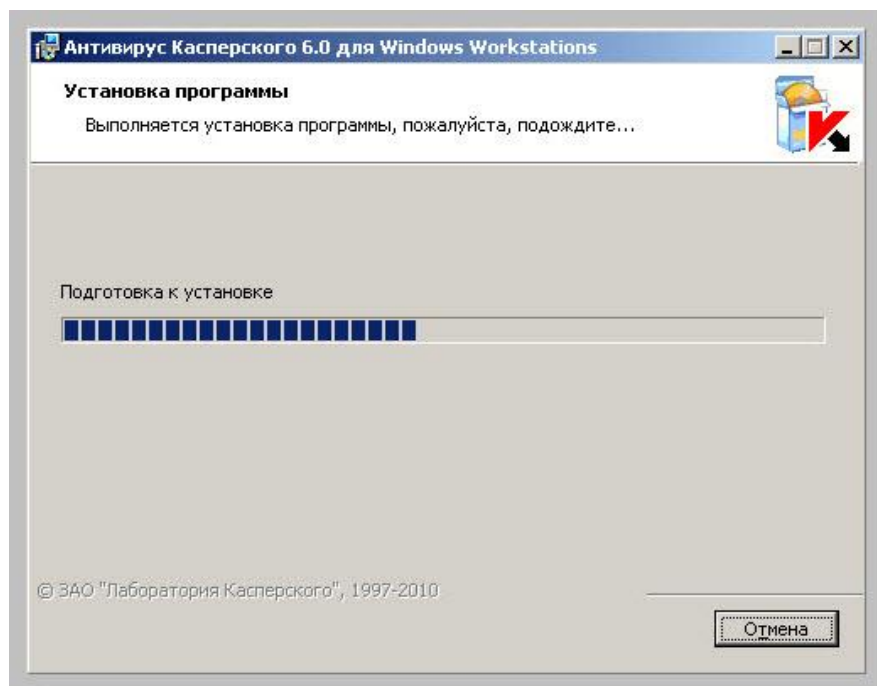 Антивирус Касперского 6.0 для Windows Workstations
Установка программы
Выполняется установка программы, пожалуйста, подождите...
Подготовка к установке
© ЗАО "Лаборатория Касперского", 1997-2010
Отмена